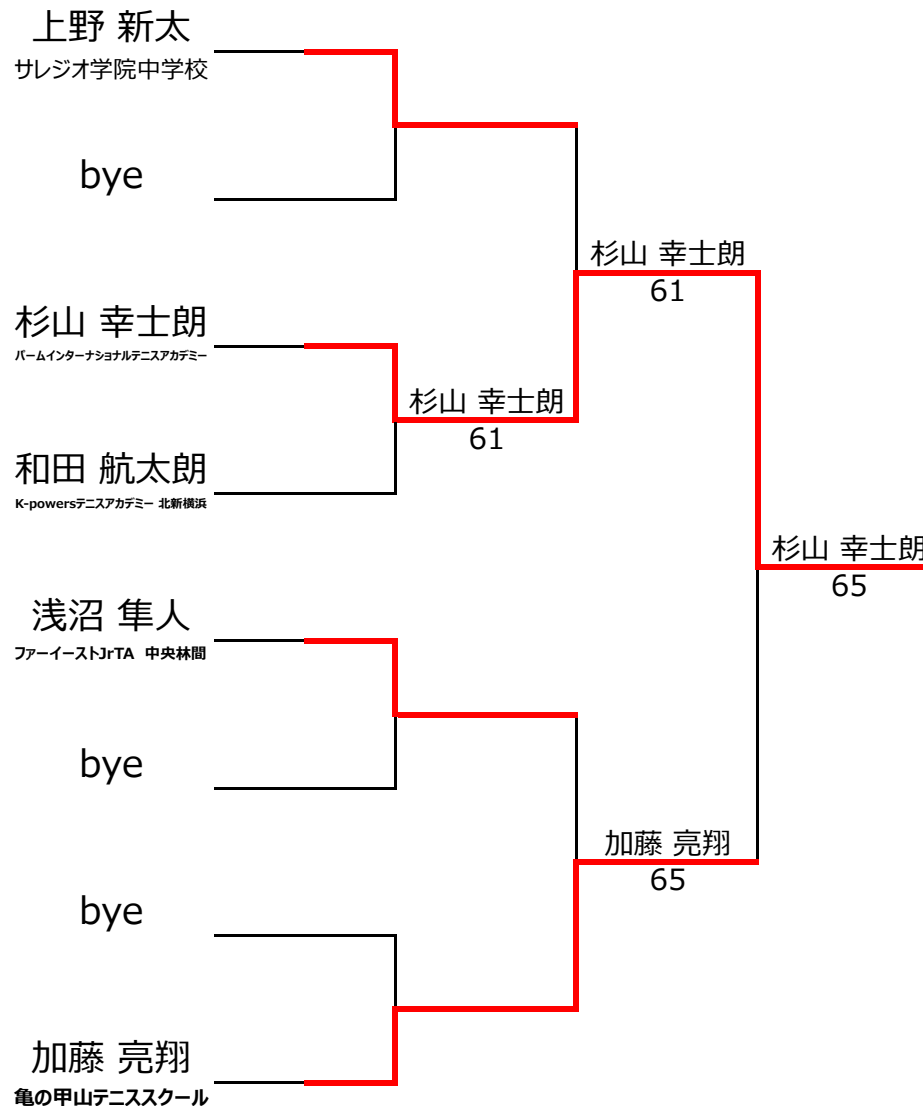 上野 新太
サレジオ学院中学校
bye
杉山 幸士朗
61
杉山 幸士朗
パームインターナショナルテニスアカデミー
杉山 幸士朗
61
和田 航太朗
K-powersテニスアカデミー 北新横浜
杉山 幸士朗
65
浅沼 隼人
ファーイーストJrTA 中央林間
bye
加藤 亮翔
65
bye
加藤 亮翔
亀の甲山テニススクール